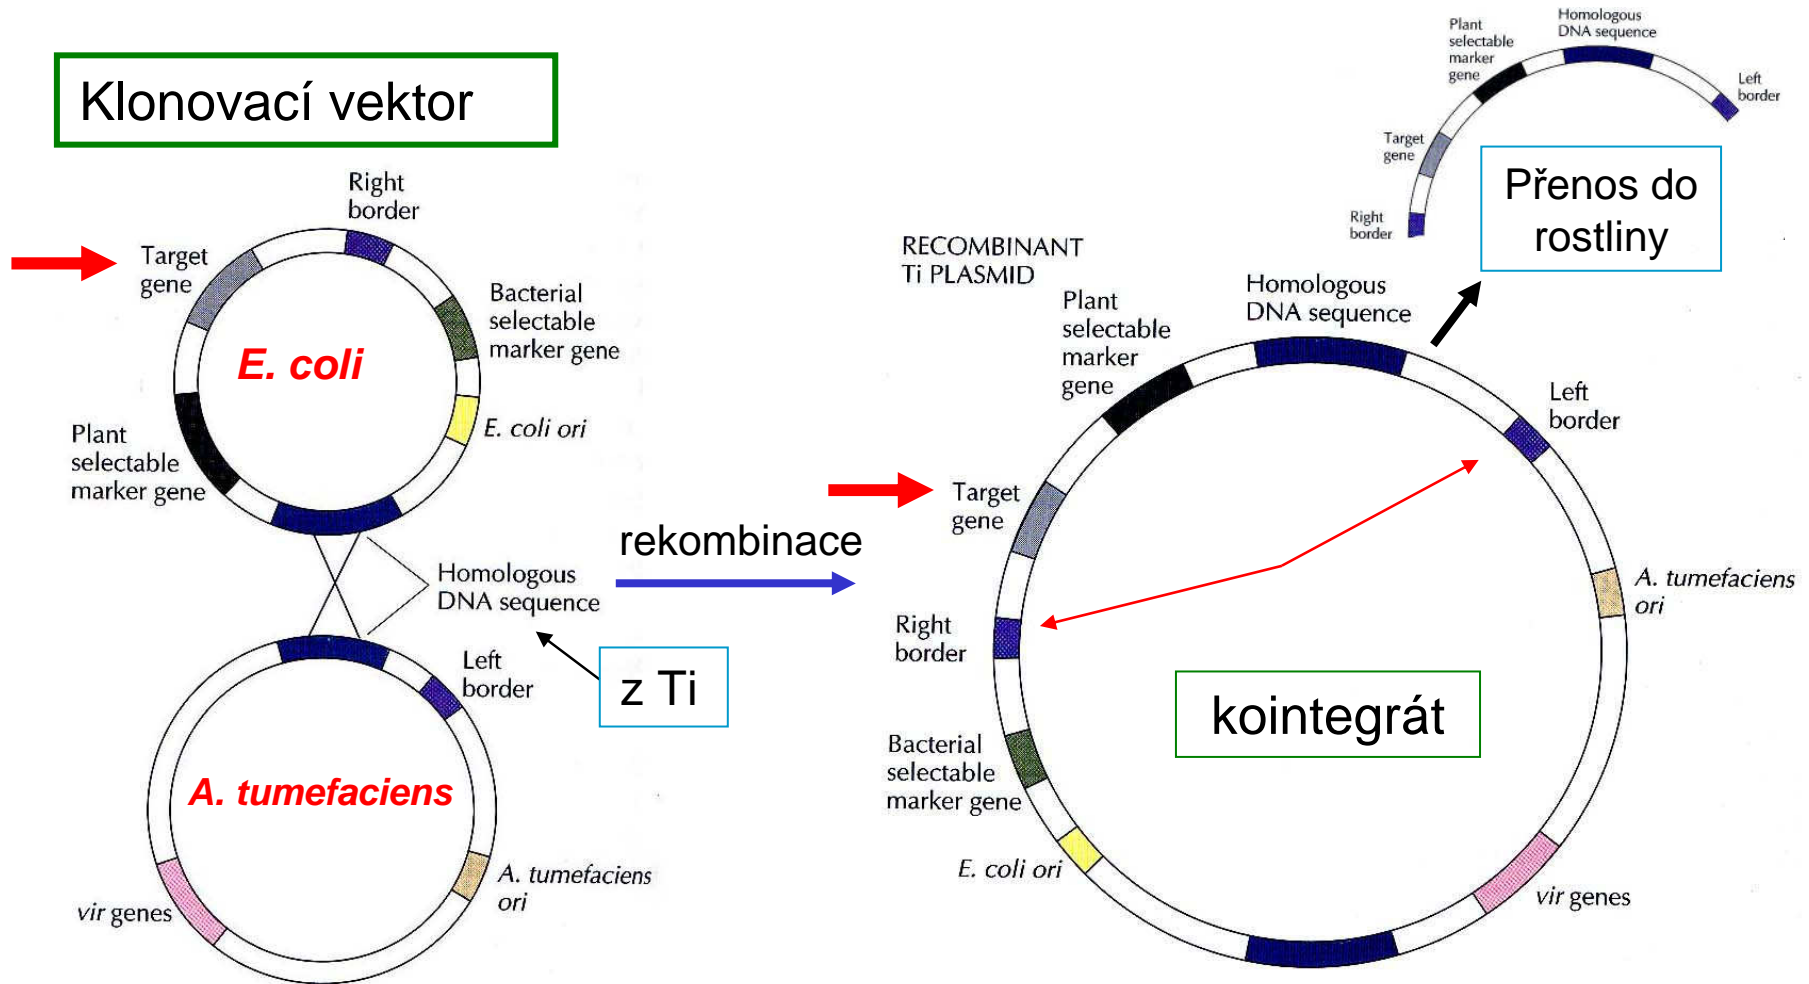 Klonovací vektor
Right
border
Target
gene
Bacterial
selectable
marker gene
E. coli
E. coli ori
Plant
selectable
marker gene
Homologous
DNA sequence
rekombinace
z Ti
Left
border
A. tumefaciens
A. tumefaciens
ori
vir genes
RECOMBINANT
Ti PLASMID
Homologous
DNA sequence
Plant
selectable
marker
gene
Left
border
Target
gene
A. tumefaciens
ori
Right
border
kointegrát
Bacterial
selectable
marker gene
E. coli ori
vir genes
Homologous
DNA sequence
Plant
selectable
marker
gene
Left
border
Target
gene
Right
border
Přenos do
rostliny